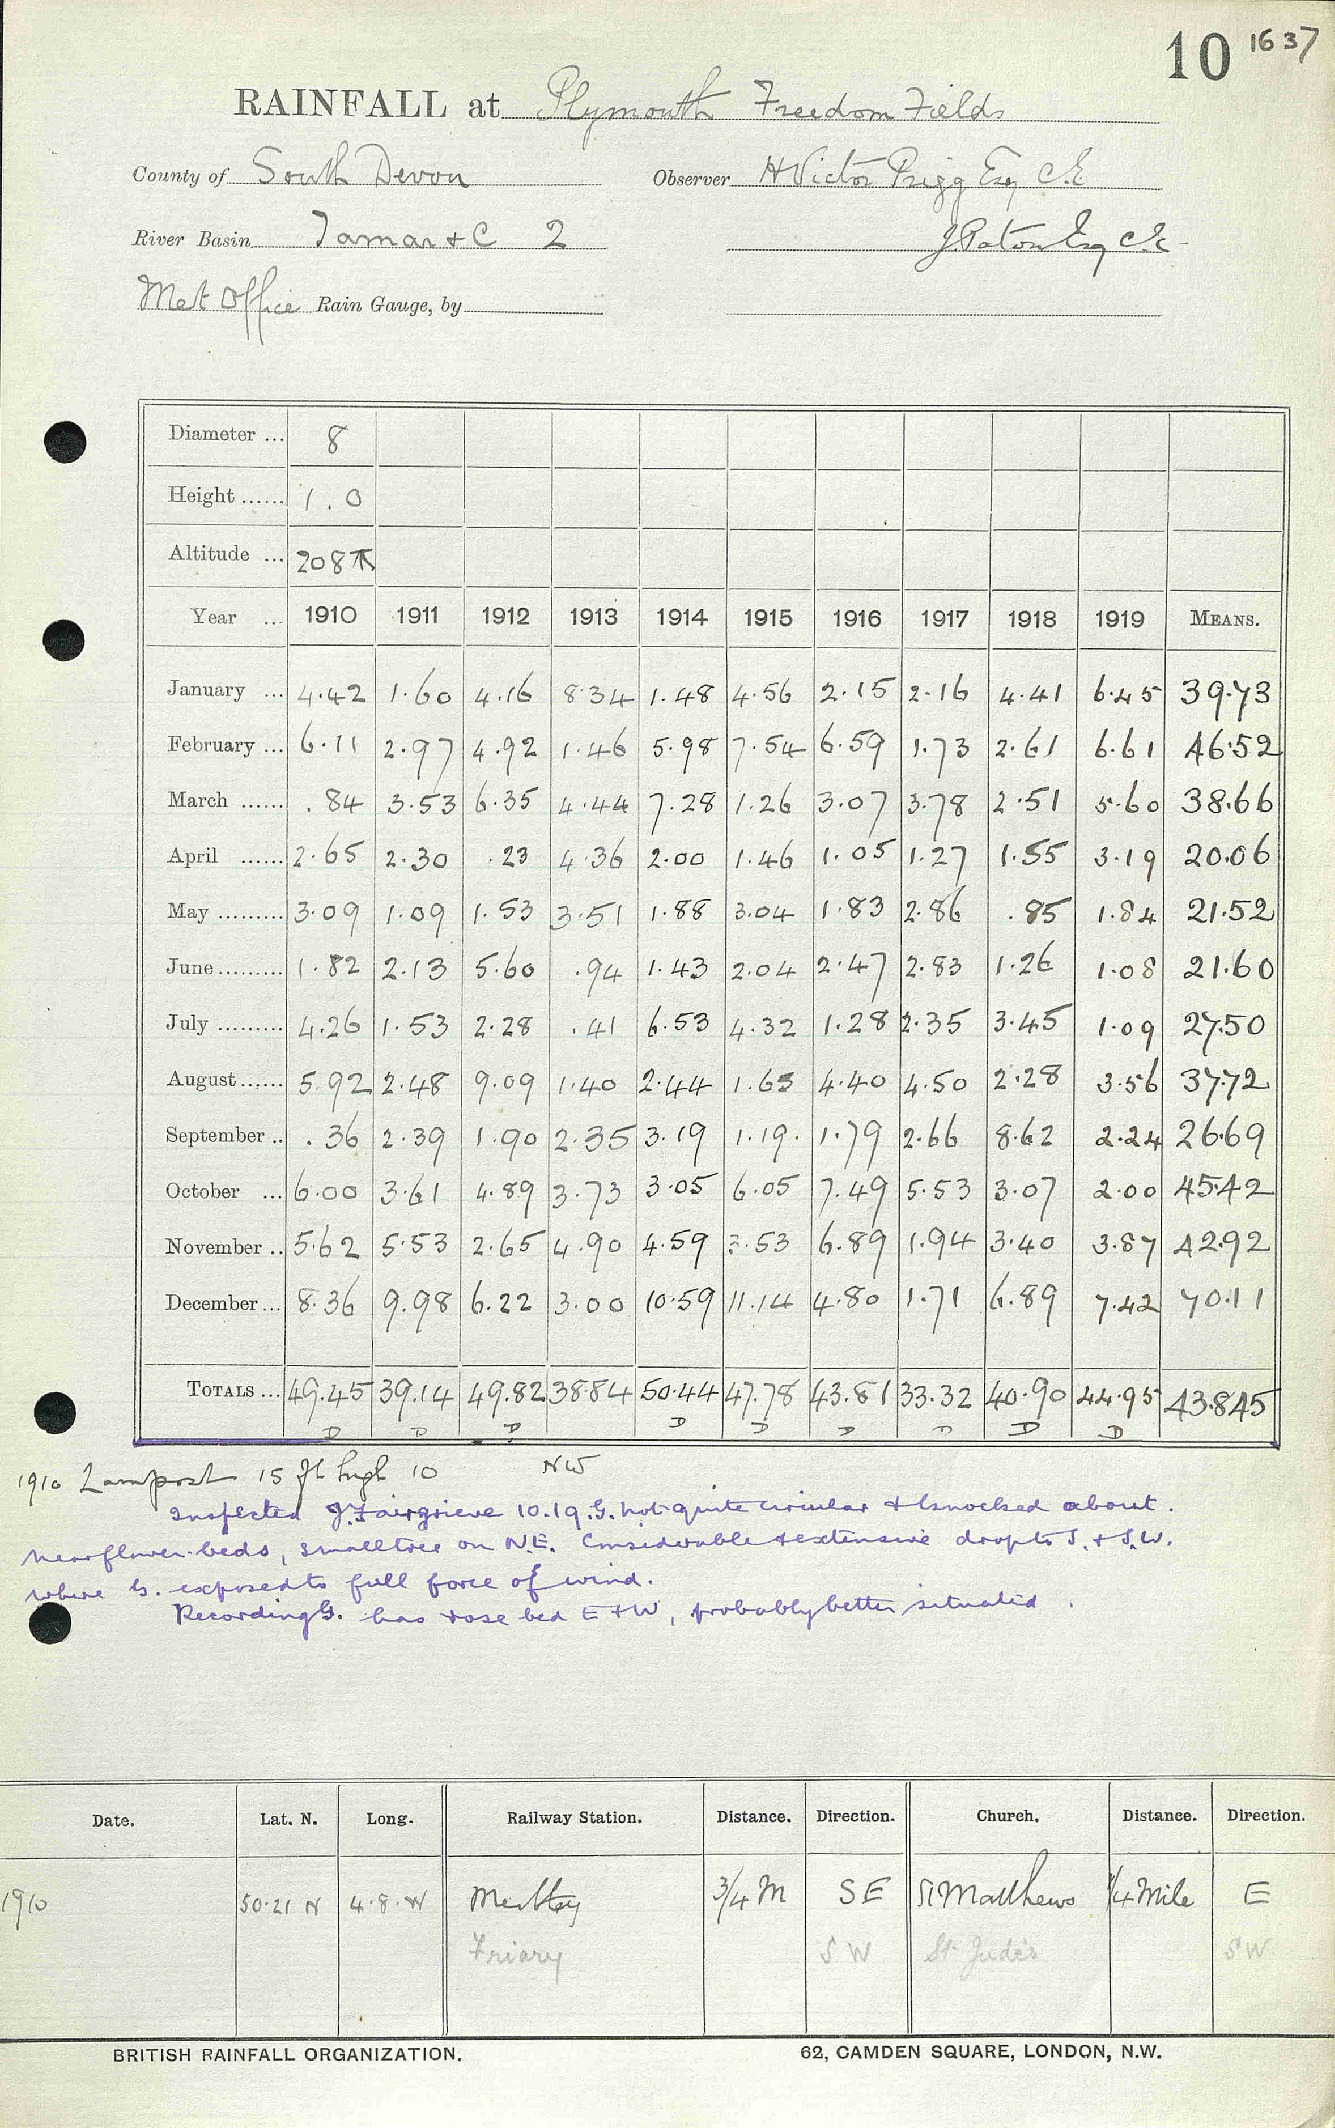 10 1637
RAINFALL at Plymouth Freedom Fields
County of South Devon Observer H Victor Prigg Esq C.E
River Basin Tamar & C 2 J. Paton Esq C.E
Met Office Rain Gauge, by
Diameter ... 8
Height ...... 1.0
Altitude ... 208
Year ... 1910 1911 1912 1913 1914 1915 1916 1917 1918 1919 MEANS.
January ... 4.42 1.60 4.16 8.34 1.48 4.56 2.15 2.16 4.41 6.45 39.73
February ... 6.11 2.97 4.92 1.46 5.98 7.54 6.59 1.73 2.61 6.61 46.52
March ...... .84 3.53 6.35 4.44 7.28 1.26 3.07 3.78 2.51 5.60 38.66
April ...... 2.65 2.30 .23 4.36 2.00 1.46 1.05 1.27 1.55 3.19 20.06
May ......... 3.09 1.09 1.53 3.51 1.88 3.04 1.83 2.86 .85 1.84 21.52
June ......... 1.82 2.13 5.60 .94 1.43 2.04 2.47 2.83 1.26 1.08 21.60
July ......... 4.26 1.53 2.28 .41 6.53 4.32 1.28 2.35 3.45 1.09 27.50
August ...... 5.92 2.48 9.09 1.40 2.44 1.65 4.40 4.50 2.28 3.56 37.72
September .. .36 2.39 1.90 2.35 3.19 1.19. 1.79 2.66 8.62 2.24 26.69
October ... 6.00 3.61 4.89 3.73 3.05 6.05 7.49 5.53 3.07 2.00 45.42
November .. 5.62 5.53 2.65 4.90 4.59 3.53 6.89 1.94 3.40 3.87 42.92
December ... 8.36 9.98 6.22 3.00 10.59 11.14 4.80 1.71 6.89 7.42 70.11
TOTALS ... 49.45 39.14 49.82 38.84 50.44 47.78 43.81 33.32 40.90 44.95 43.845
D D D D D D D D D
1910 Lampost 15 ft high 10 NW
Inspected J. Fairgrieve 10.19. G. not quite circular & knocked about.
Near flower-beds, small tree on N.E. Considerable & extensive drop to S. & S.W.
where G. exposed to full force of wind.
Recording G. has rose bed E & W, probably better situated.
Date. Lat. N. Long. Railway Station. Distance. Direction. Church. Distance. Direction.
1910 50.21 N 4.8.W 3/4 M SE St Matthews 1/4 Mile E
Friary SW St Jude's SW
BRITISH RAINFALL ORGANIZATION. 62, CAMDEN SQUARE, LONDON, N.W.